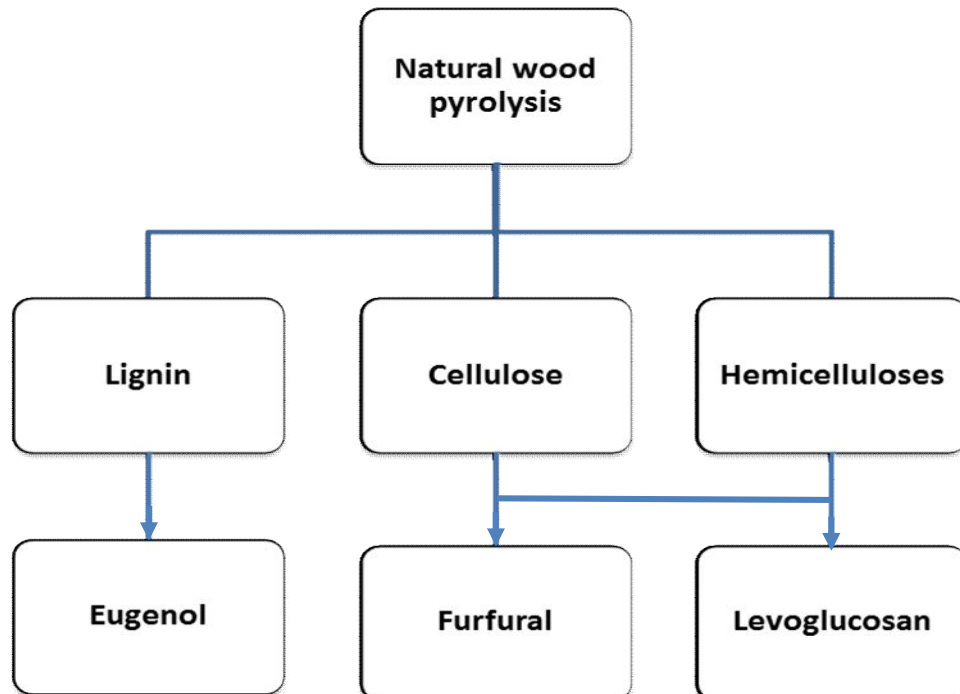 Natural wood
pyrolysis
Lignin
Cellulose
Hemicelluloses
Eugenol
Furfural
Levoglucosan